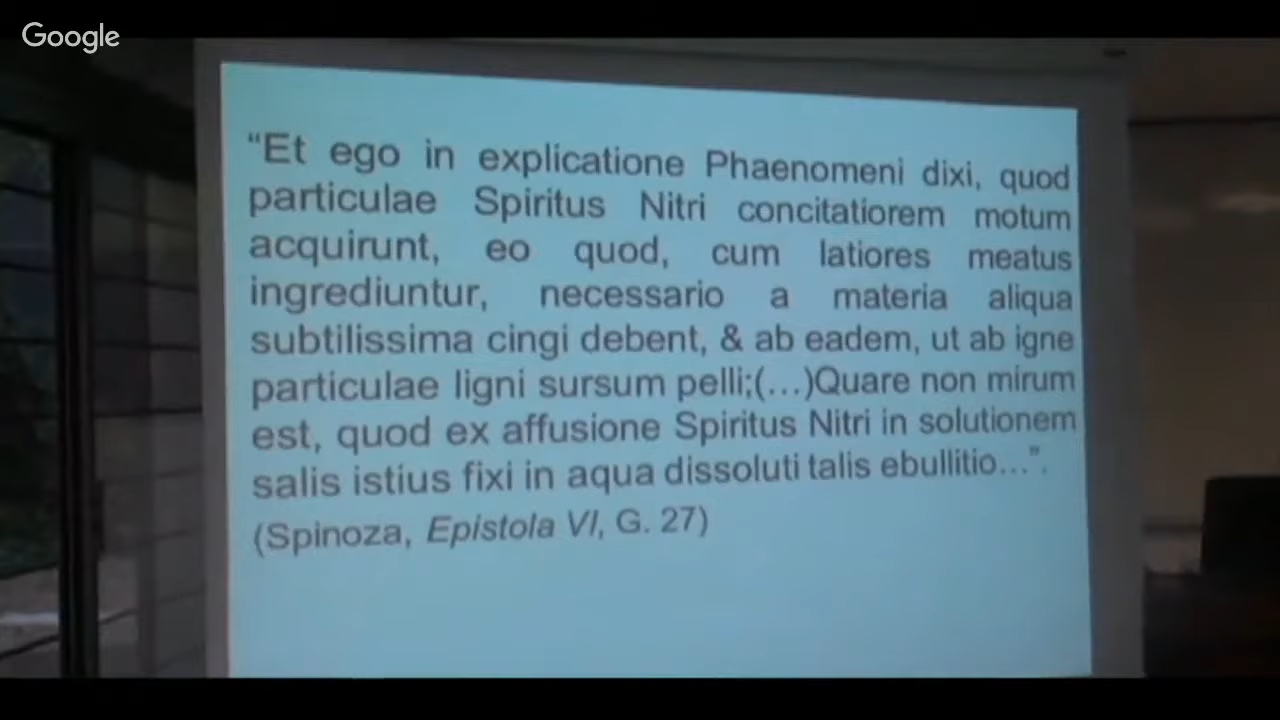 Google
“Et ego in explicatione Phaenomeni dixi, quod
particulae Spiritus Nitri concitatiorem motum
acquirunt, eo quod, cum latiores meatus
ingrediuntur, necessario a materia aliqua
subtilissima cingi debent, & ab eadem, ut ab igne
particulae ligni sursum pelli;(...)Quare non mirum
est, quod ex affusione Spiritus Nitri in solutionem
salis istius fixi in aqua dissoluti talis ebullitio...”.
(Spinoza, Epistola VI, G. 27)